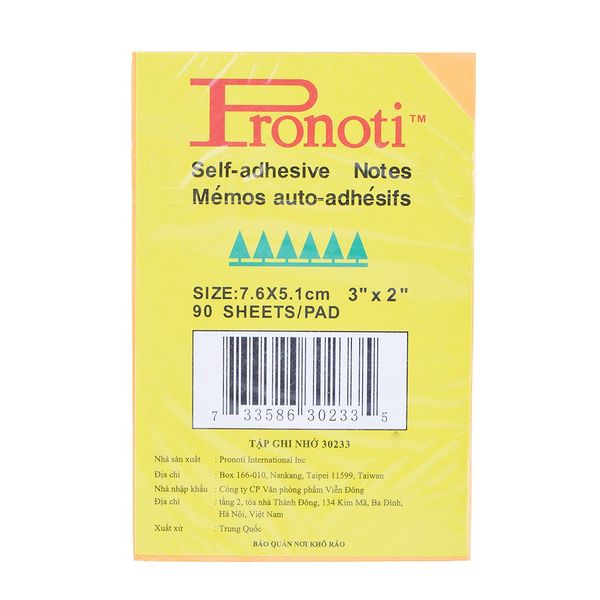 Pronoti™
Self-adhesive Notes
Mémos auto-adhésifs
SIZE:7.6X5.1cm 3" x 2"
90 SHEETS/PAD
7 33586 30233 5
TẬP GHI NHỚ 30233
Nhà sản xuất : Pronoti International Inc
Địa chỉ : Box 166-010, Nankang, Taipei 11599, Taiwan
Nhà nhập khẩu : Công ty CP Văn phòng phẩm Viễn Đông
Địa chỉ : tầng 2, tòa nhà Thành Đông, 134 Kim Mã, Ba Đình,
Hà Nội, Việt Nam
Xuất xứ : Trung Quốc
BẢO QUẢN NƠI KHÔ RÁO